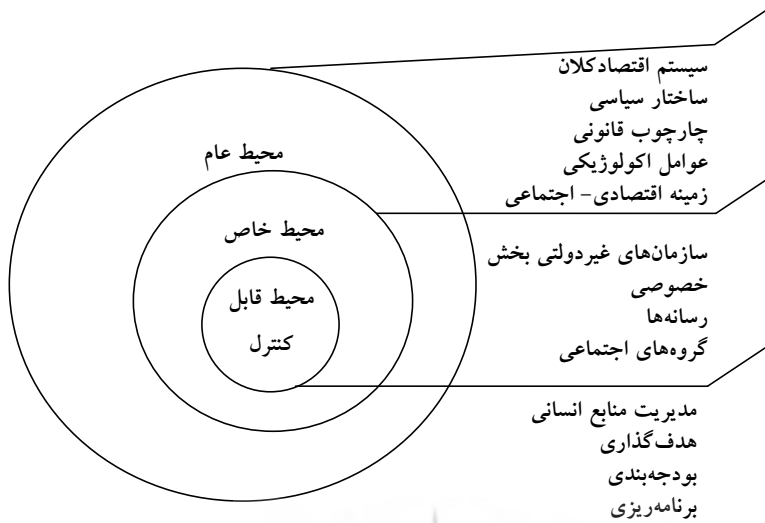 سیستم اقتصادکلان
ساختار سیاسی
چارچوب قانونی
عوامل اکولوژیکی
زمینه اقتصادی- اجتماعی
محیط عام
سازمان‌های غیردولتی بخش
خصوصی
رسانه‌ها
گروه‌های اجتماعی
محیط خاص
مدیریت منابع انسانی
هدف‌گذاری
بودجه‌بندی
برنامه‌ریزی
محیط قابل
کنترل